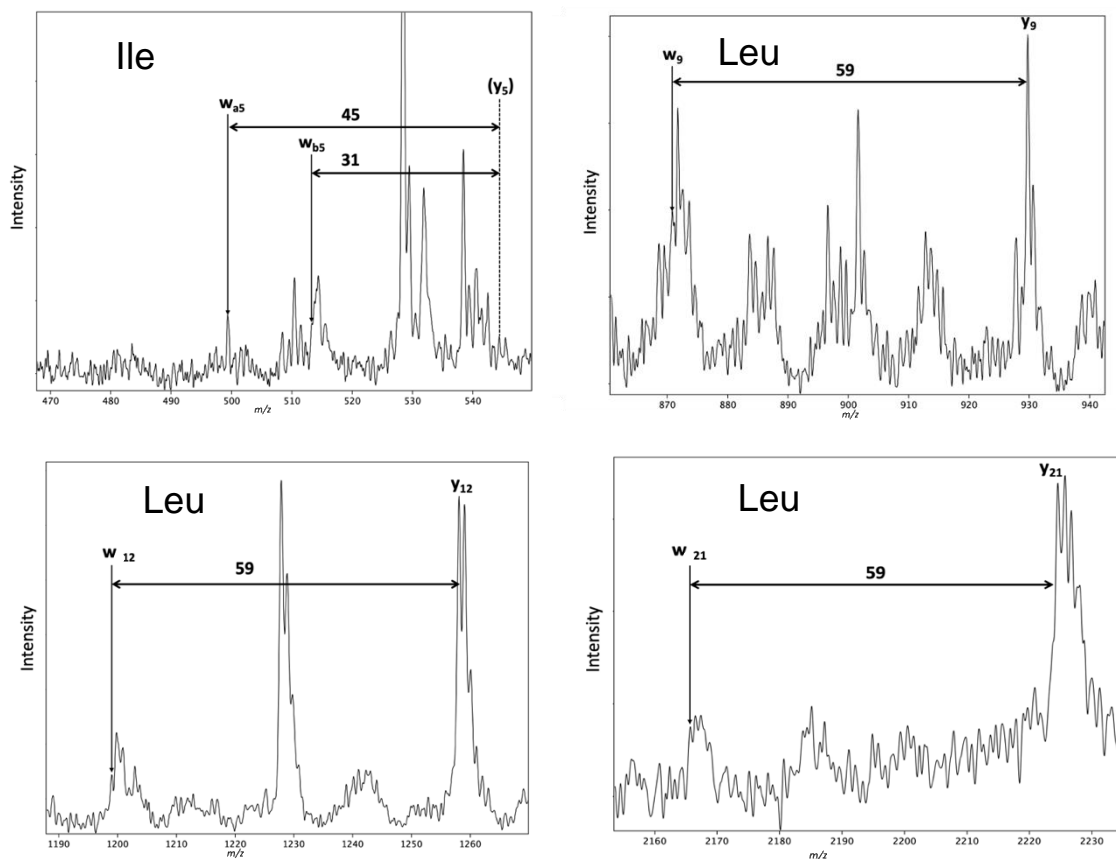 Ile
wa5
(y5)
45
wb5
31
Intensity
470 480 490 500 510 520 530 540
m/z
Leu
y9
w9
59
Intensity
870 880 890 900 910 920 930 940
m/z
Leu
y12
w 12
59
Intensity
1190 1200 1210 1220 1230 1240 1250 1260
m/z
Leu
y21
w 21
59
Intensity
2160 2170 2180 2190 2200 2210 2220 2230
m/z